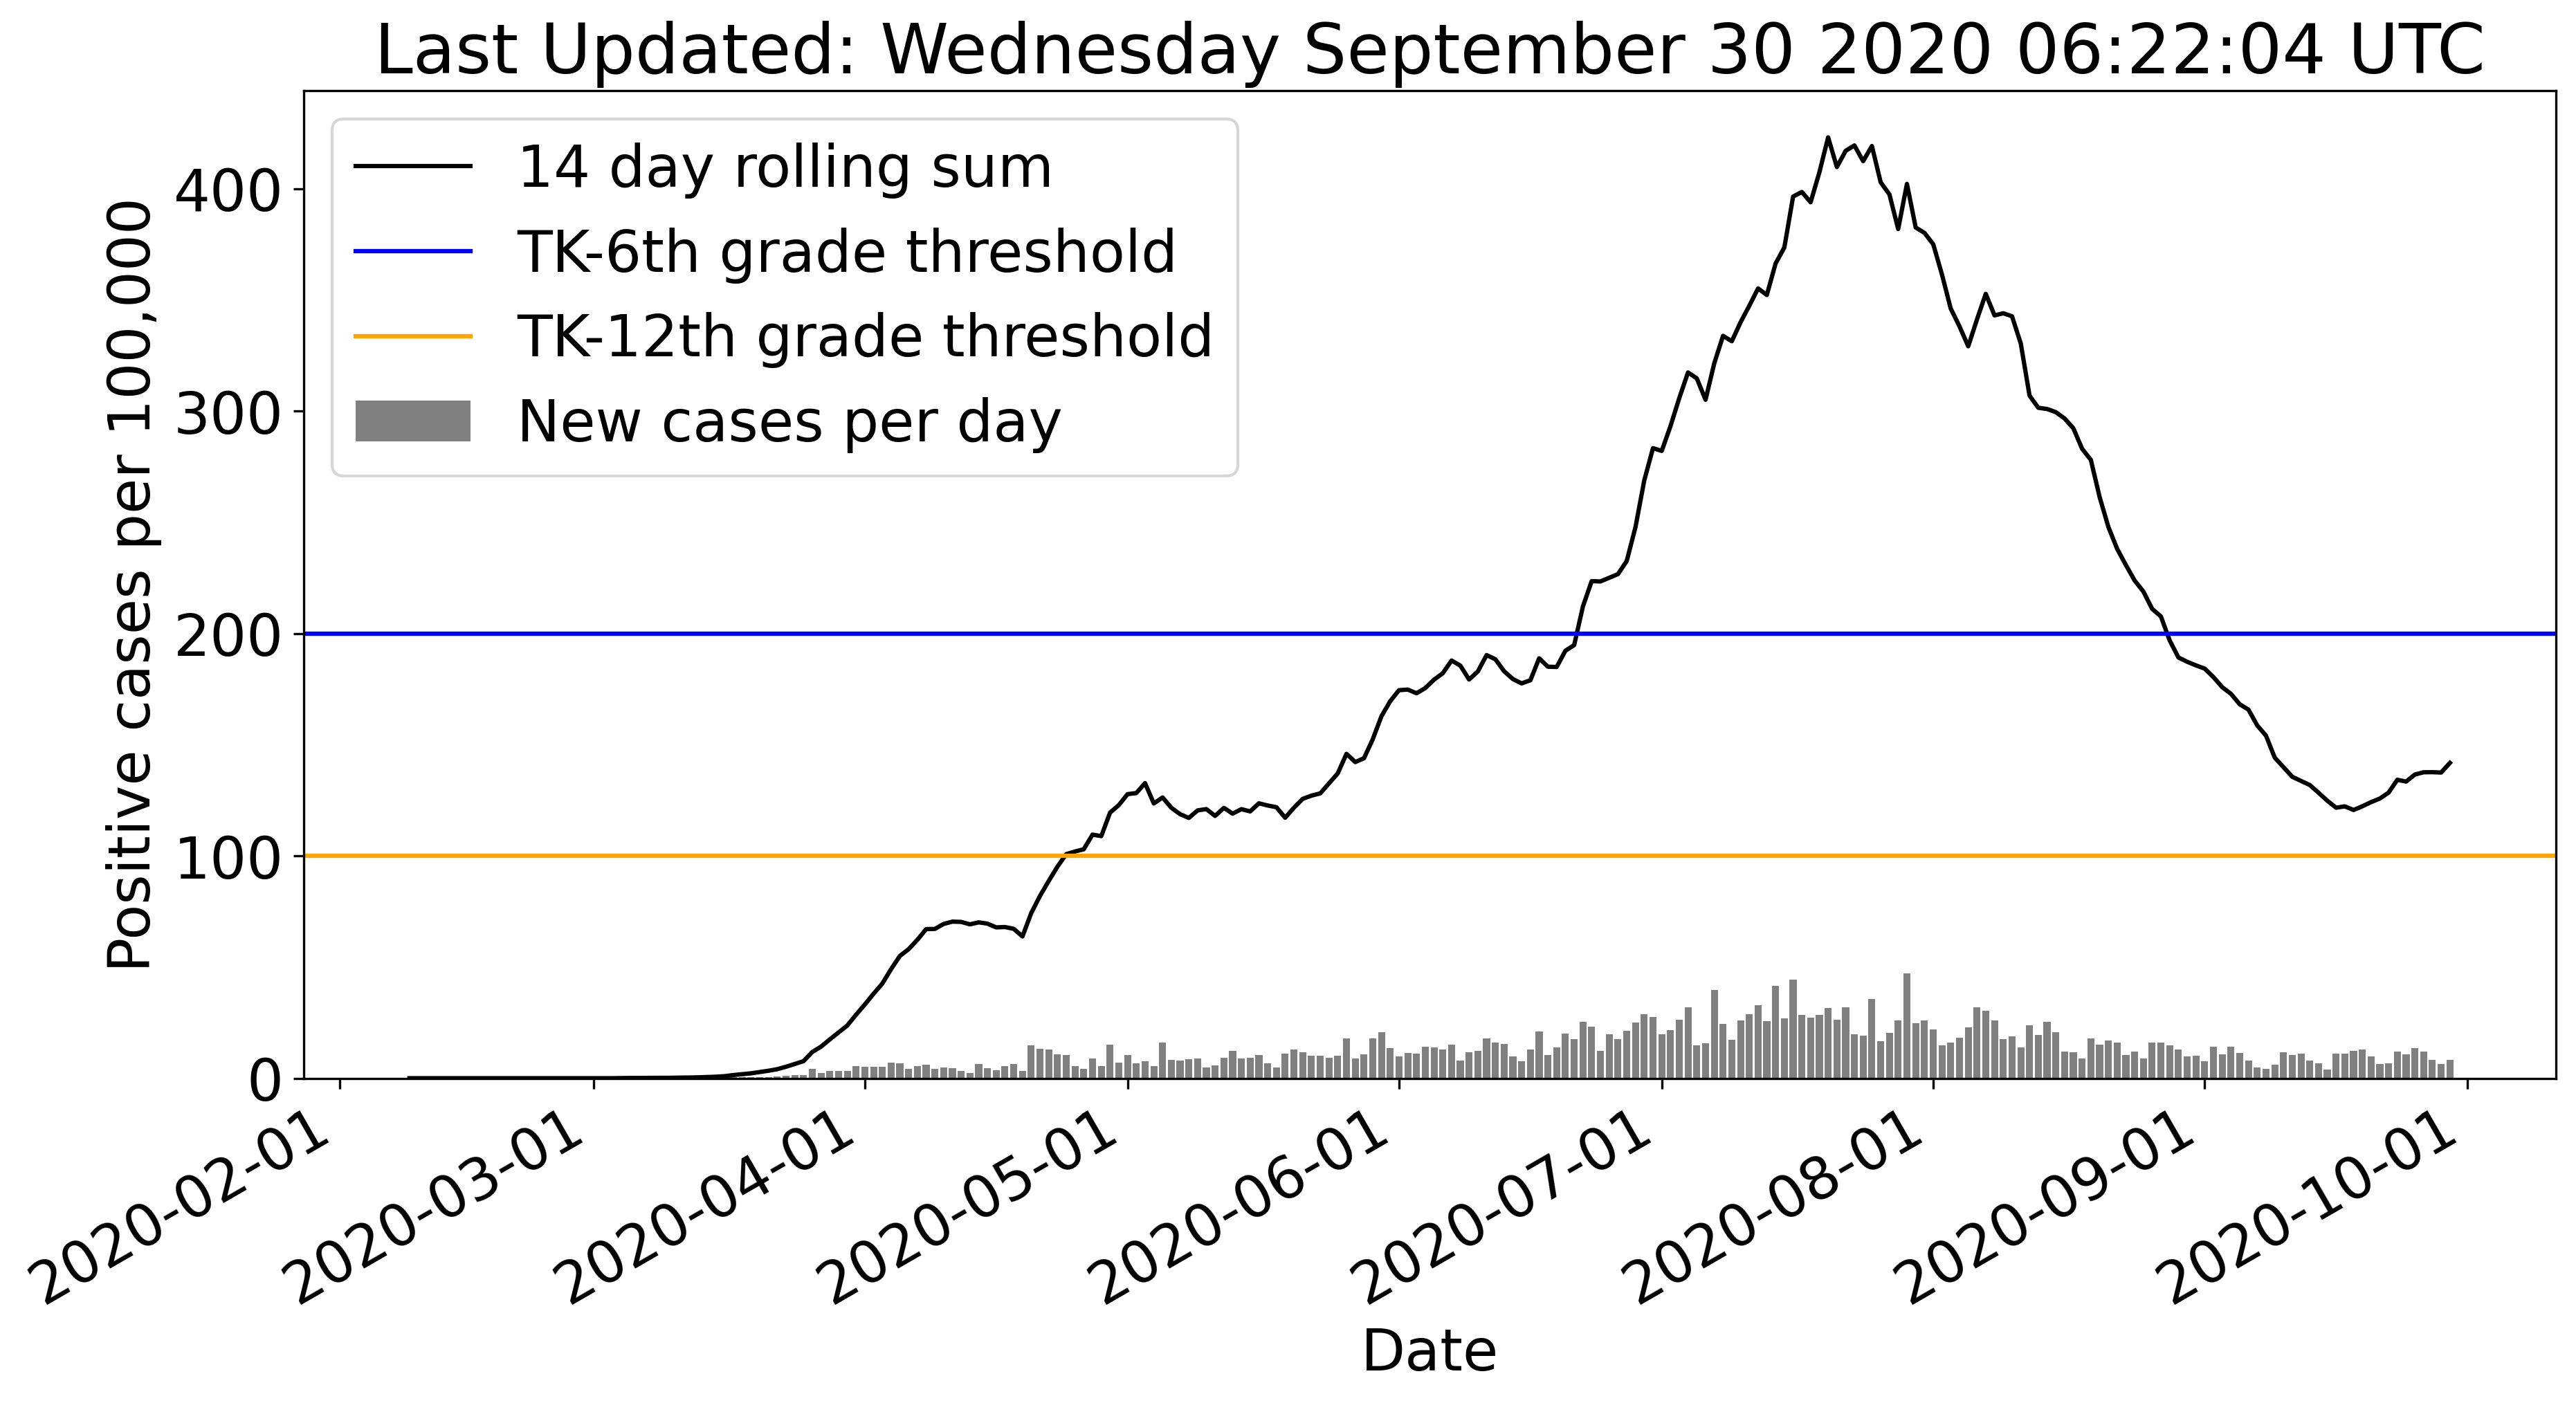 Last Updated: Wednesday September 30 2020 06:22:04 UTC
14 day rolling sum
TK-6th grade threshold
TK-12th grade threshold
New cases per day
Positive cases per 100,000
400
300
200
100
0
2020-02-01
2020-03-01
2020-04-01
2020-05-01
2020-06-01
2020-07-01
2020-08-01
2020-09-01
2020-10-01
Date